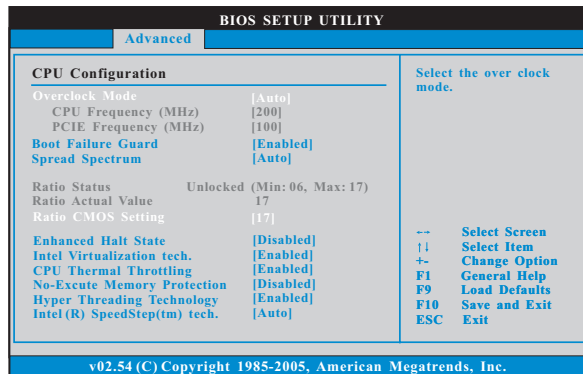 BIOS SETUP UTILITY
Advanced
CPU Configuration
Overclock Mode [Auto]
CPU Frequency (MHz) [200]
PCIE Frequency (MHz) [100]
Boot Failure Guard [Enabled]
Spread Spectrum [Auto]
Ratio Status Unlocked (Min: 06, Max: 17)
Ratio Actual Value 17
Ratio CMOS Setting [17]
Enhanced Halt State [Disabled]
Intel Virtualization tech. [Enabled]
CPU Thermal Throttling [Enabled]
No-Excute Memory Protection [Disabled]
Hyper Threading Technology [Enabled]
Intel (R) SpeedStep(tm) tech. [Auto]
Select the over clock
mode.
←→ Select Screen
↑↓ Select Item
+- Change Option
F1 General Help
F9 Load Defaults
F10 Save and Exit
ESC Exit
v02.54 (C) Copyright 1985-2005, American Megatrends, Inc.